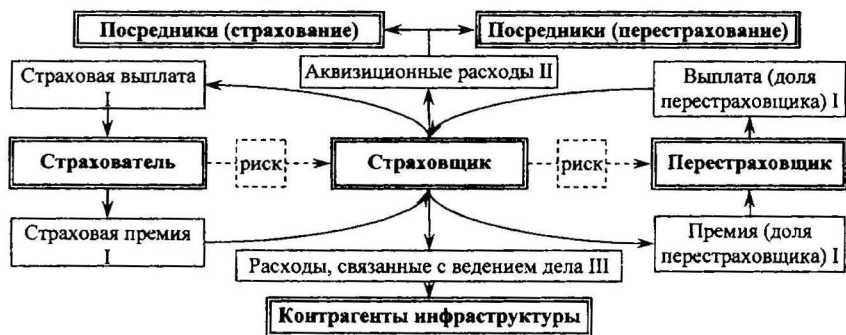 Посредники (страхование)
Посредники (перестрахование)
Страховая выплата
I
Аквизиционные расходы II
Выплата (доля
перестраховщика) I
Страхователь
риск
Страховщик
риск
Перестраховщик
Страховая премия
I
Расходы, связанные с ведением дела III
Премия (доля
перестраховщика) I
Контрагенты инфраструктуры